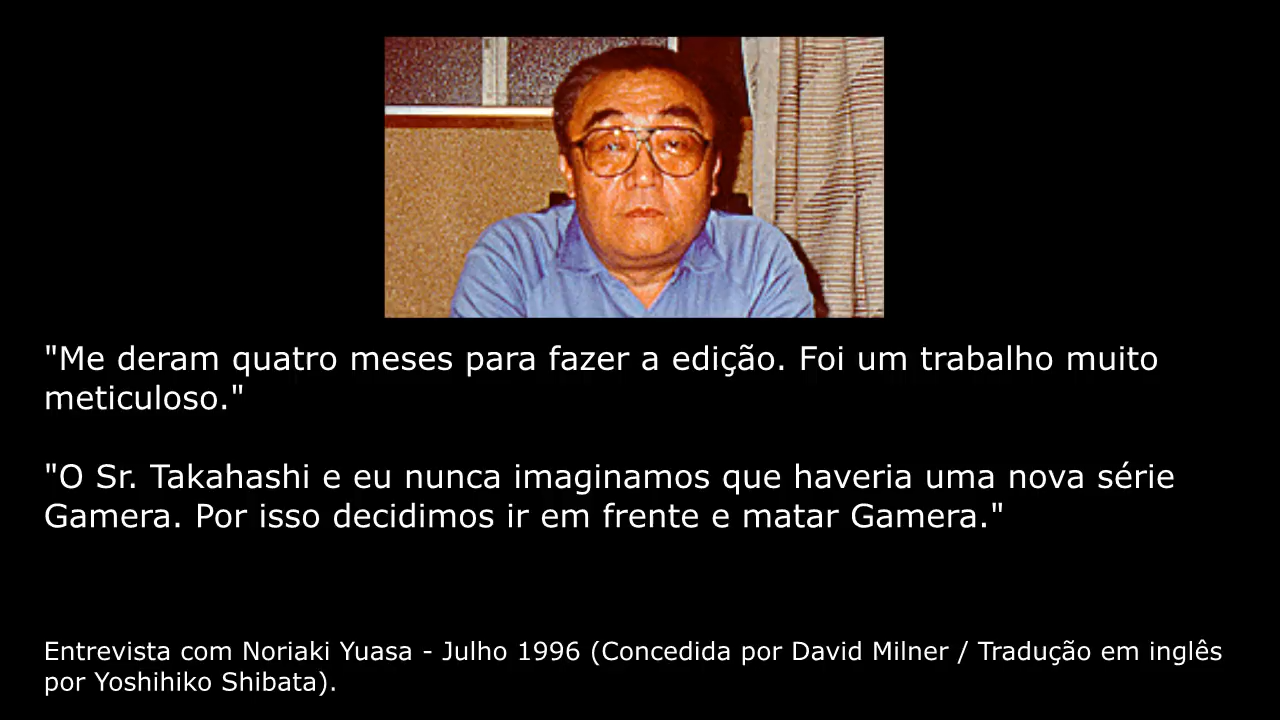 "Me deram quatro meses para fazer a edição. Foi um trabalho muito
meticuloso."
"O Sr. Takahashi e eu nunca imaginamos que haveria uma nova série
Gamera. Por isso decidimos ir em frente e matar Gamera."
Entrevista com Noriaki Yuasa - Julho 1996 (Concedida por David Milner / Tradução em inglês
por Yoshihiko Shibata).